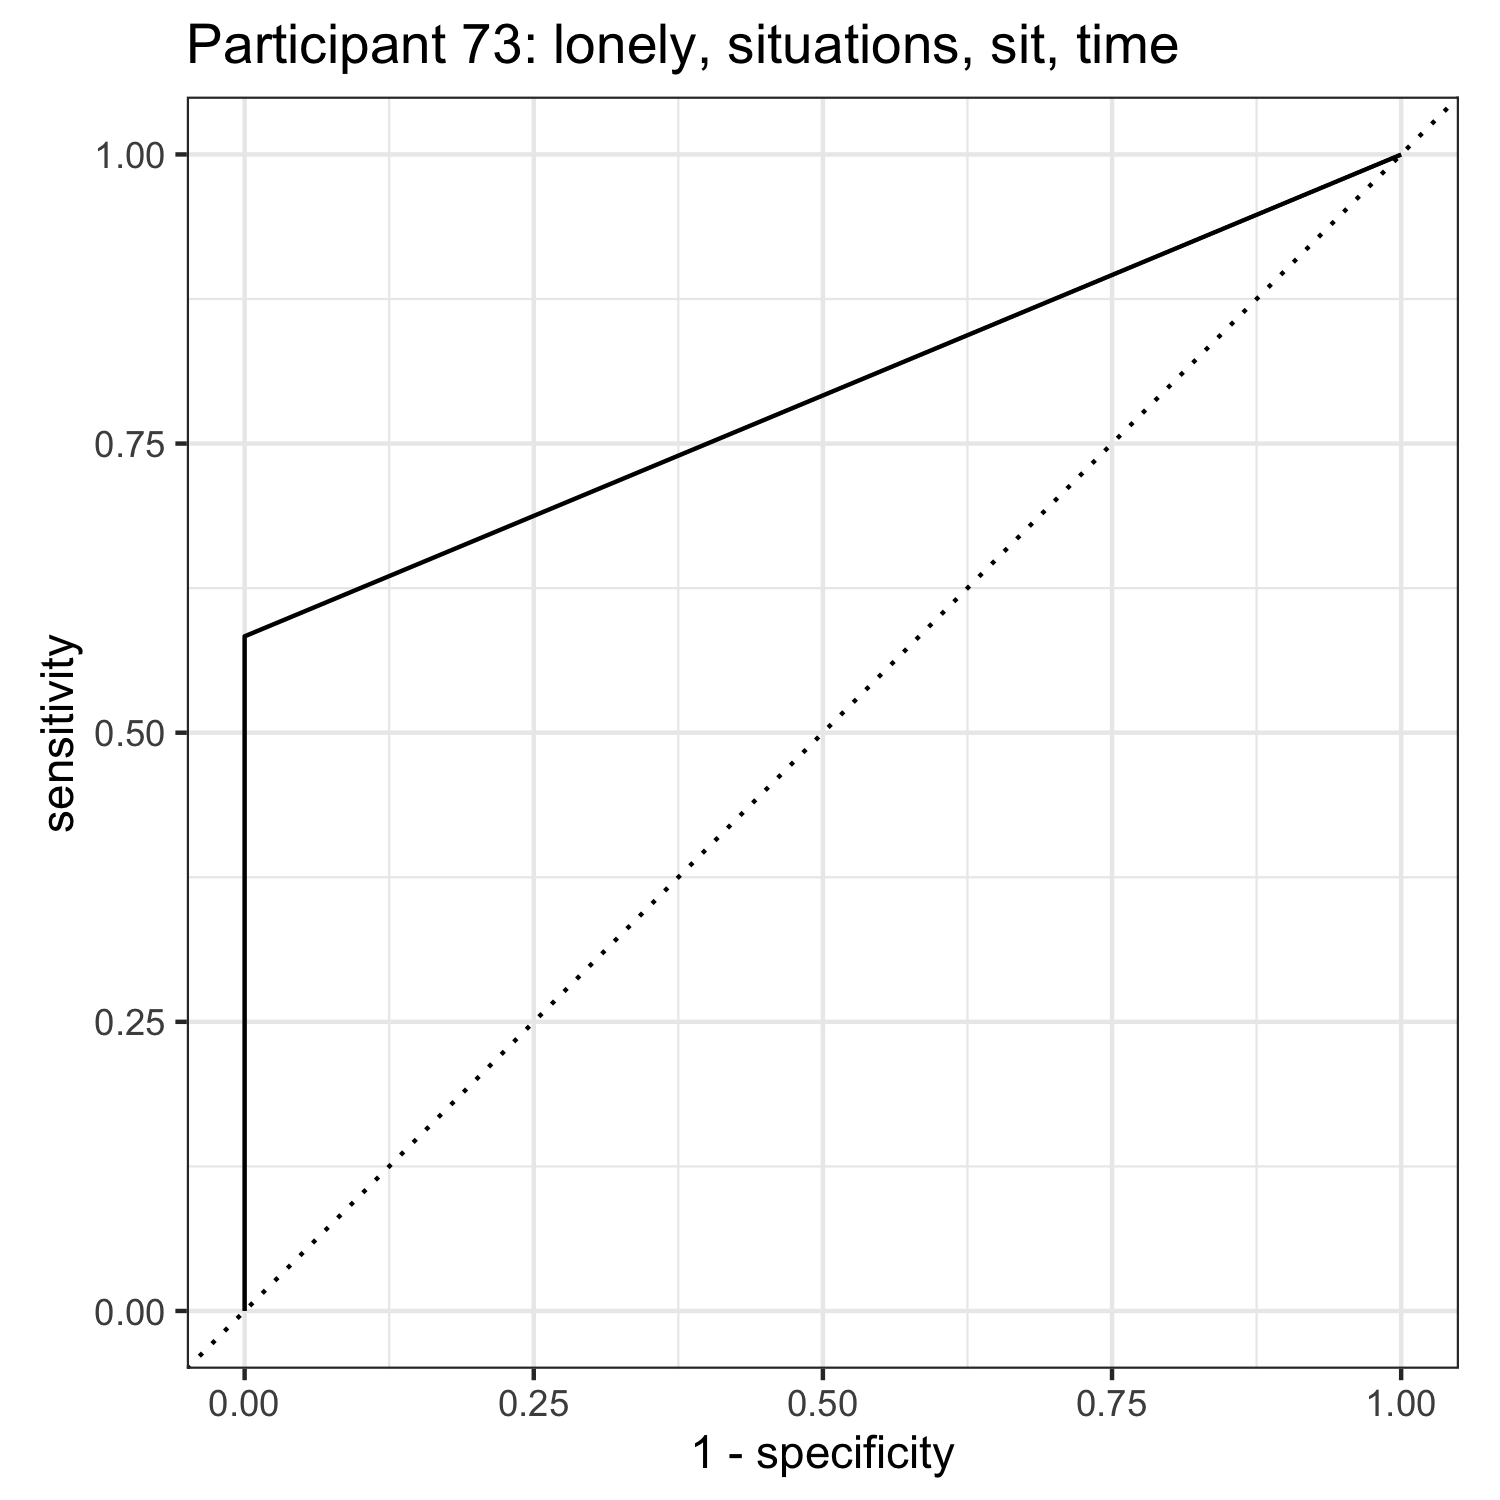 Participant 73: lonely, situations, sit, time
1.00
0.75
0.50
0.25
0.00
sensitivity
0.00 0.25 0.50 0.75 1.00
1 - specificity